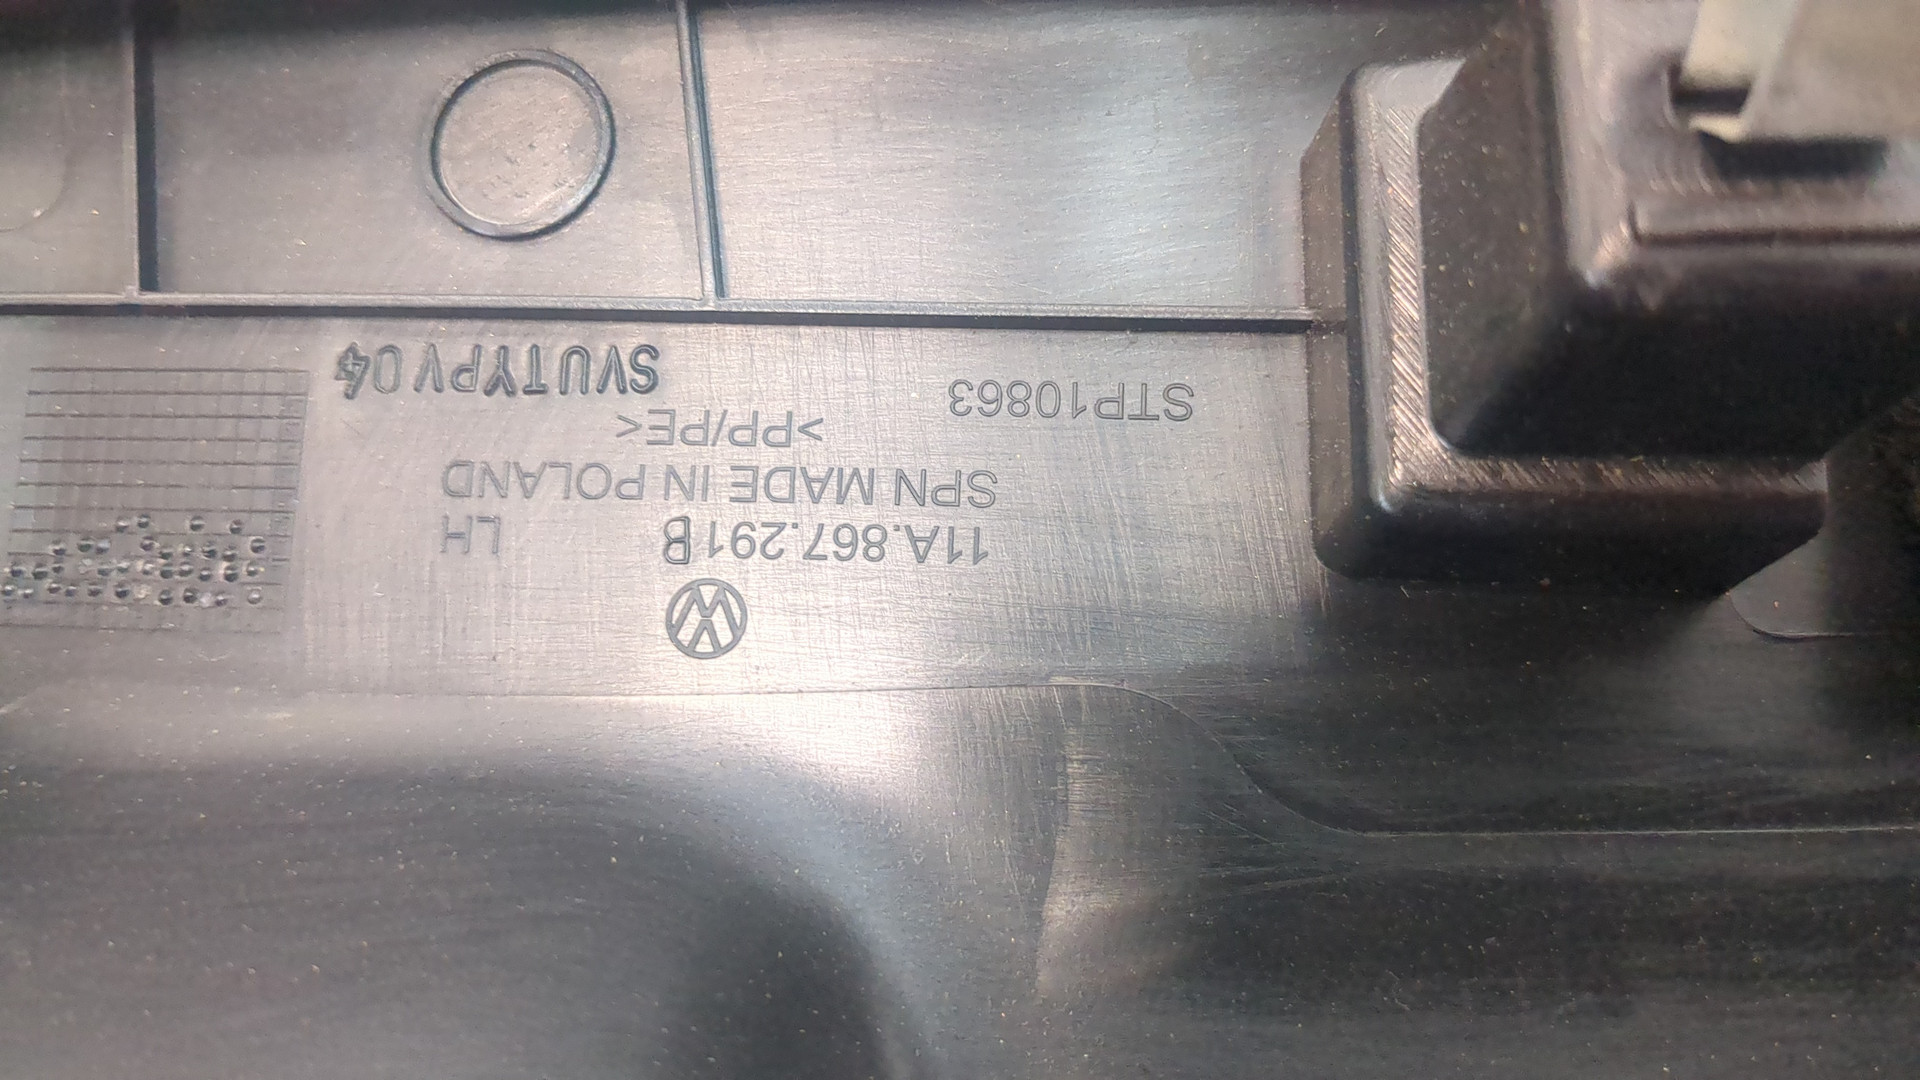 11A.867.291 B LH
SPN MADE IN POLAND
>PP/PE<
STP10863
SVUTYPV04